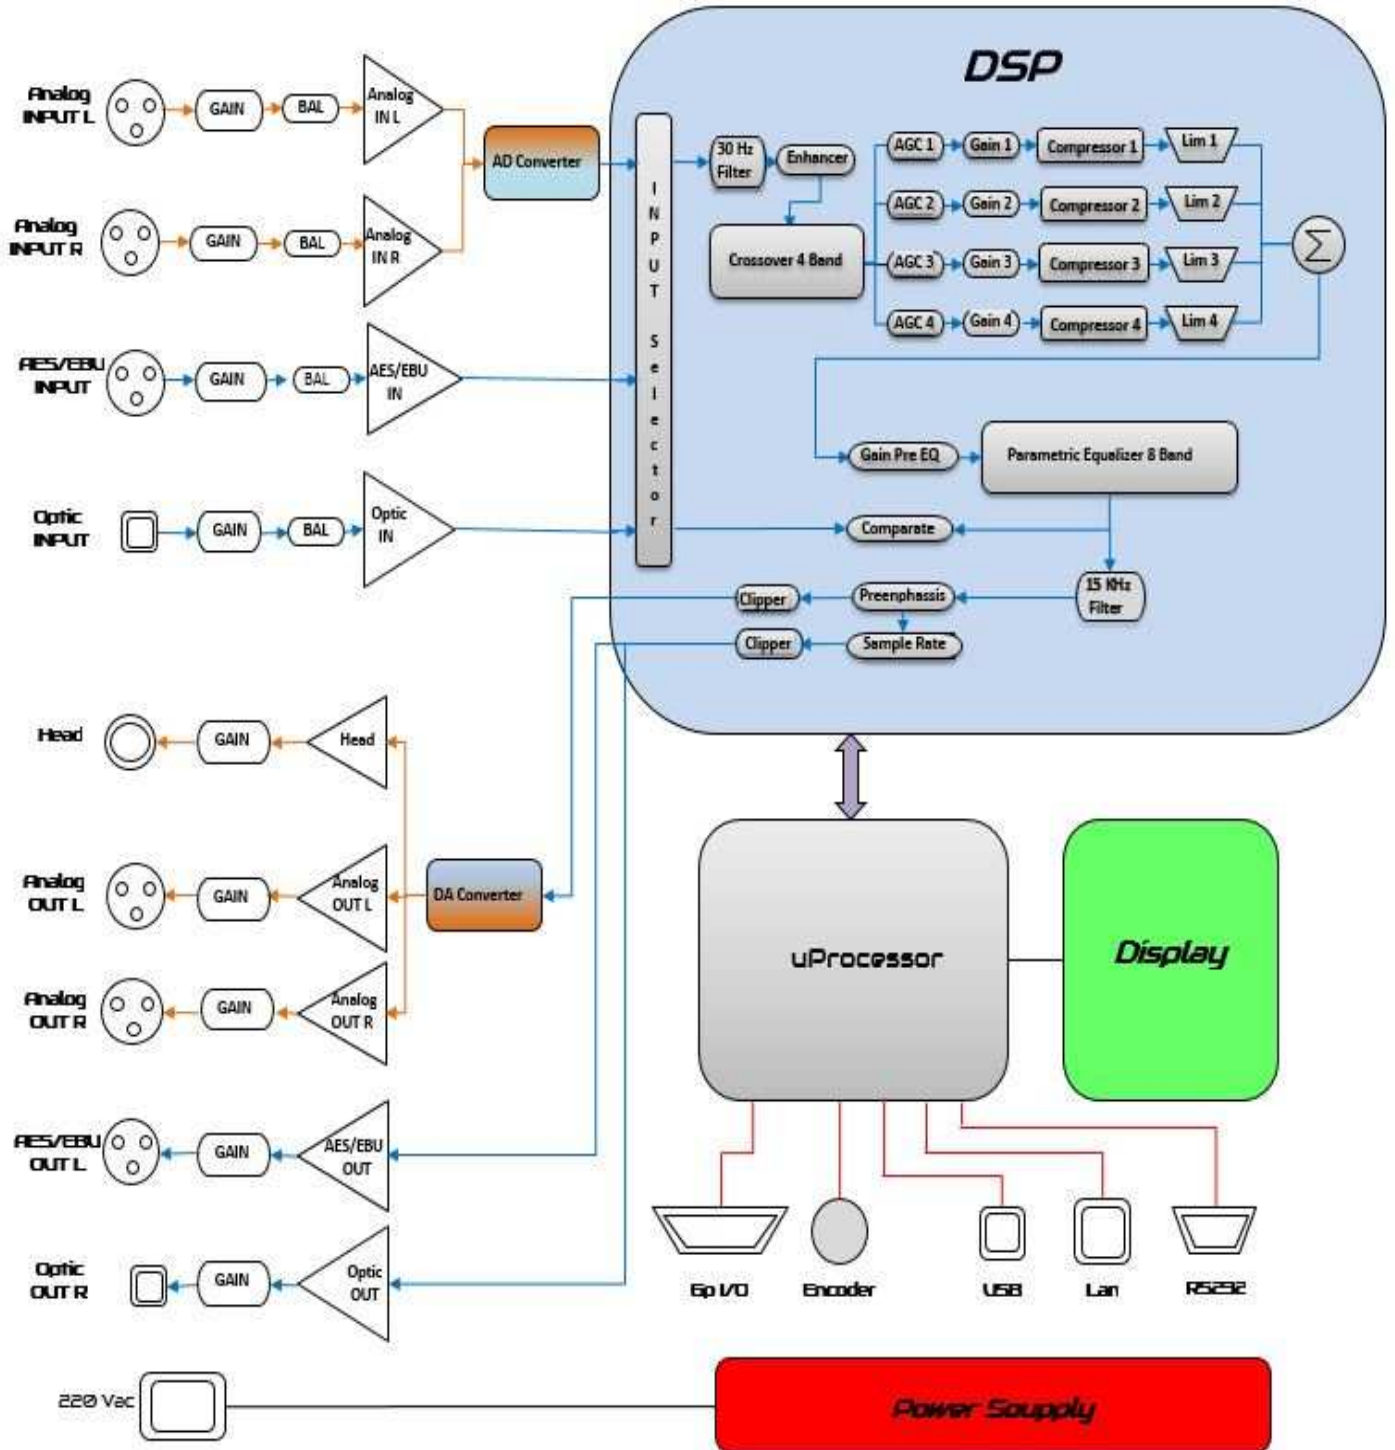 DSP
Analog
INPUT L
GAIN
BAL
Analog
IN L
AD Converter
Analog
INPUT R
GAIN
BAL
Analog
IN R
AES/EBU
INPUT
GAIN
BAL
AES/EBU
IN
Optic
INPUT
GAIN
BAL
Optic
IN
INPUT Selector
30 Hz
Filter
Enhancer
Crossover 4 Band
AGC 1
Gain 1
Compressor 1
Lim 1
AGC 2
Gain 2
Compressor 2
Lim 2
AGC 3
Gain 3
Compressor 3
Lim 3
AGC 4
Gain 4
Compressor 4
Lim 4
Σ
Gain Pre EQ
Parametric Equalizer 8 Band
Comparate
15 KHz
Filter
Preenphassis
Clipper
Sample Rate
Clipper
Head
GAIN
Head
Analog
OUT L
GAIN
Analog
OUT L
DA Converter
Analog
OUT R
GAIN
Analog
OUT R
AES/EBU
OUT L
GAIN
AES/EBU
OUT
Optic
OUT R
GAIN
Optic
OUT
uProcessor
Display
Gp I/O
Encoder
USB
Lan
RS232
220 Vac
Power Soupply